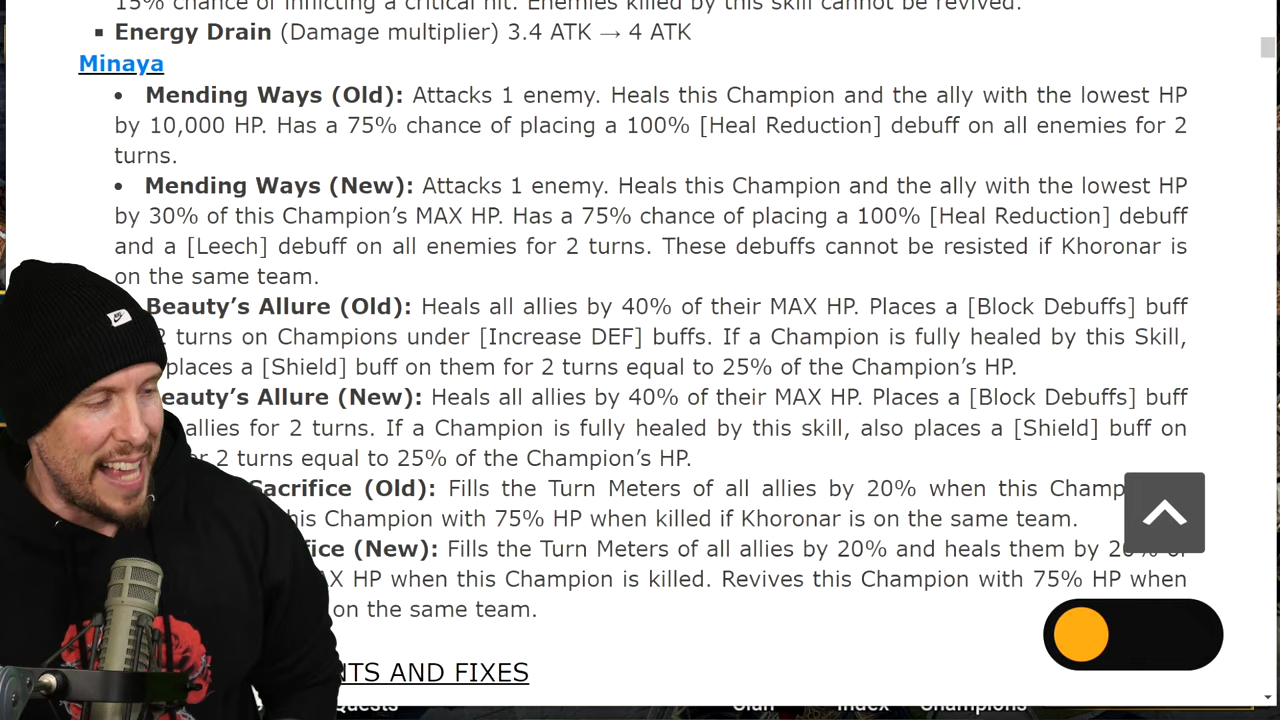 15% chance of inflicting a critical hit. Enemies killed by this skill cannot be revived.
▪ Energy Drain (Damage multiplier) 3.4 ATK → 4 ATK
Minaya
• Mending Ways (Old): Attacks 1 enemy. Heals this Champion and the ally with the lowest HP
by 10,000 HP. Has a 75% chance of placing a 100% [Heal Reduction] debuff on all enemies for 2
turns.
• Mending Ways (New): Attacks 1 enemy. Heals this Champion and the ally with the lowest HP
by 30% of this Champion's MAX HP. Has a 75% chance of placing a 100% [Heal Reduction] debuff
and a [Leech] debuff on all enemies for 2 turns. These debuffs cannot be resisted if Khoronar is
on the same team.
Beauty's Allure (Old): Heals all allies by 40% of their MAX HP. Places a [Block Debuffs] buff
2 turns on Champions under [Increase DEF] buffs. If a Champion is fully healed by this Skill,
places a [Shield] buff on them for 2 turns equal to 25% of the Champion's HP.
eauty's Allure (New): Heals all allies by 40% of their MAX HP. Places a [Block Debuffs] buff
allies for 2 turns. If a Champion is fully healed by this skill, also places a [Shield] buff on
or 2 turns equal to 25% of the Champion's HP.
Sacrifice (Old): Fills the Turn Meters of all allies by 20% when this Champ
his Champion with 75% HP when killed if Khoronar is on the same team.
fice (New): Fills the Turn Meters of all allies by 20% and heals them by 20% of
AX HP when this Champion is killed. Revives this Champion with 75% HP when
on the same team.
NTS AND FIXES
Quests Clan Index Champions